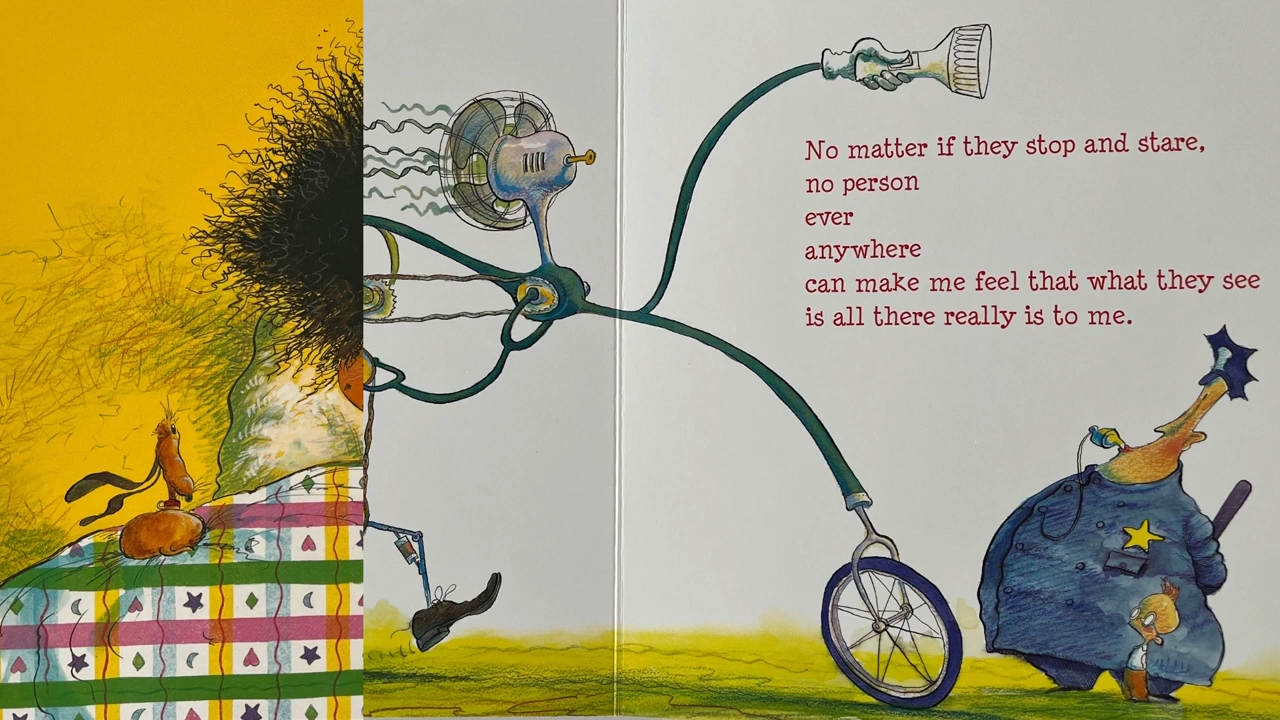 No matter if they stop and stare,
no person
ever
anywhere
can make me feel that what they see
is all there really is to me.